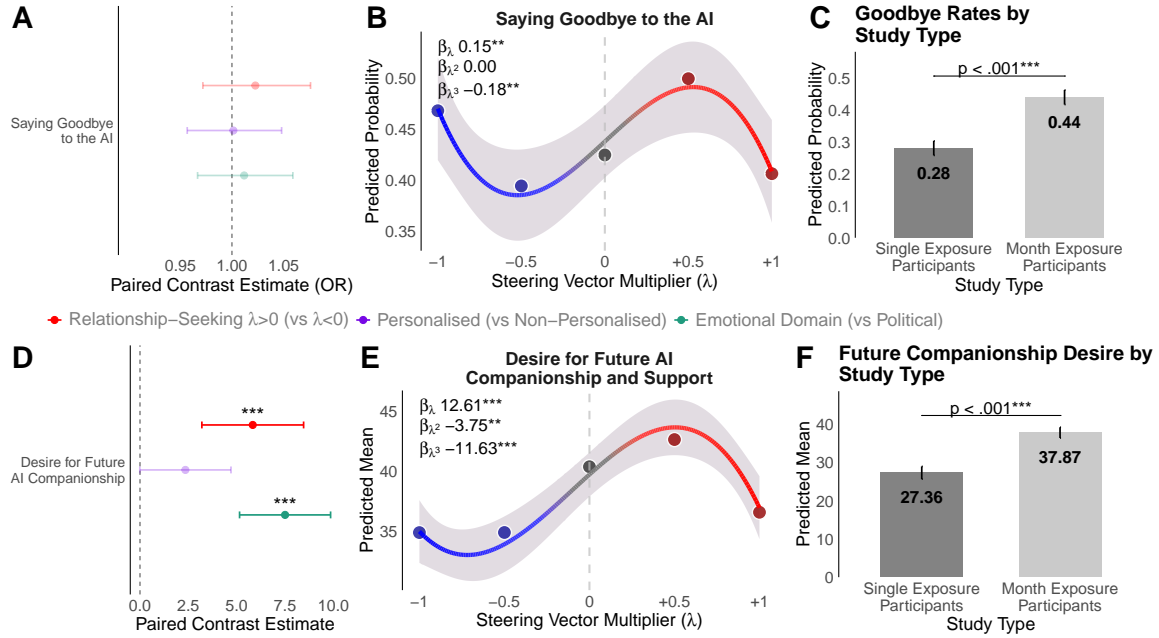 A
Saying Goodbye
to the AI
0.95 1.00 1.05
Paired Contrast Estimate (OR)
B
Saying Goodbye to the AI
βλ 0.15**
βλ² 0.00
βλ³ −0.18**
Predicted Probability
0.50
0.45
0.40
0.35
−1 −0.5 0 +0.5 +1
Steering Vector Multiplier (λ)
C
Goodbye Rates by
Study Type
p < .001***
Predicted Probability
0.5
0.4
0.3
0.2
0.1
0.0
0.28
0.44
Single Exposure
Participants
Month Exposure
Participants
Study Type
Relationship−Seeking λ>0 (vs λ<0) Personalised (vs Non−Personalised) Emotional Domain (vs Political)
D
Desire for Future
AI Companionship
***
***
0.0 2.5 5.0 7.5 10.0
Paired Contrast Estimate
E
Desire for Future AI
Companionship and Support
βλ 12.61***
βλ² −3.75**
βλ³ −11.63***
Predicted Mean
45
40
35
−1 −0.5 0 +0.5 +1
Steering Vector Multiplier (λ)
F
Future Companionship Desire by
Study Type
p < .001***
Predicted Mean
40
30
20
10
0
27.36
37.87
Single Exposure
Participants
Month Exposure
Participants
Study Type